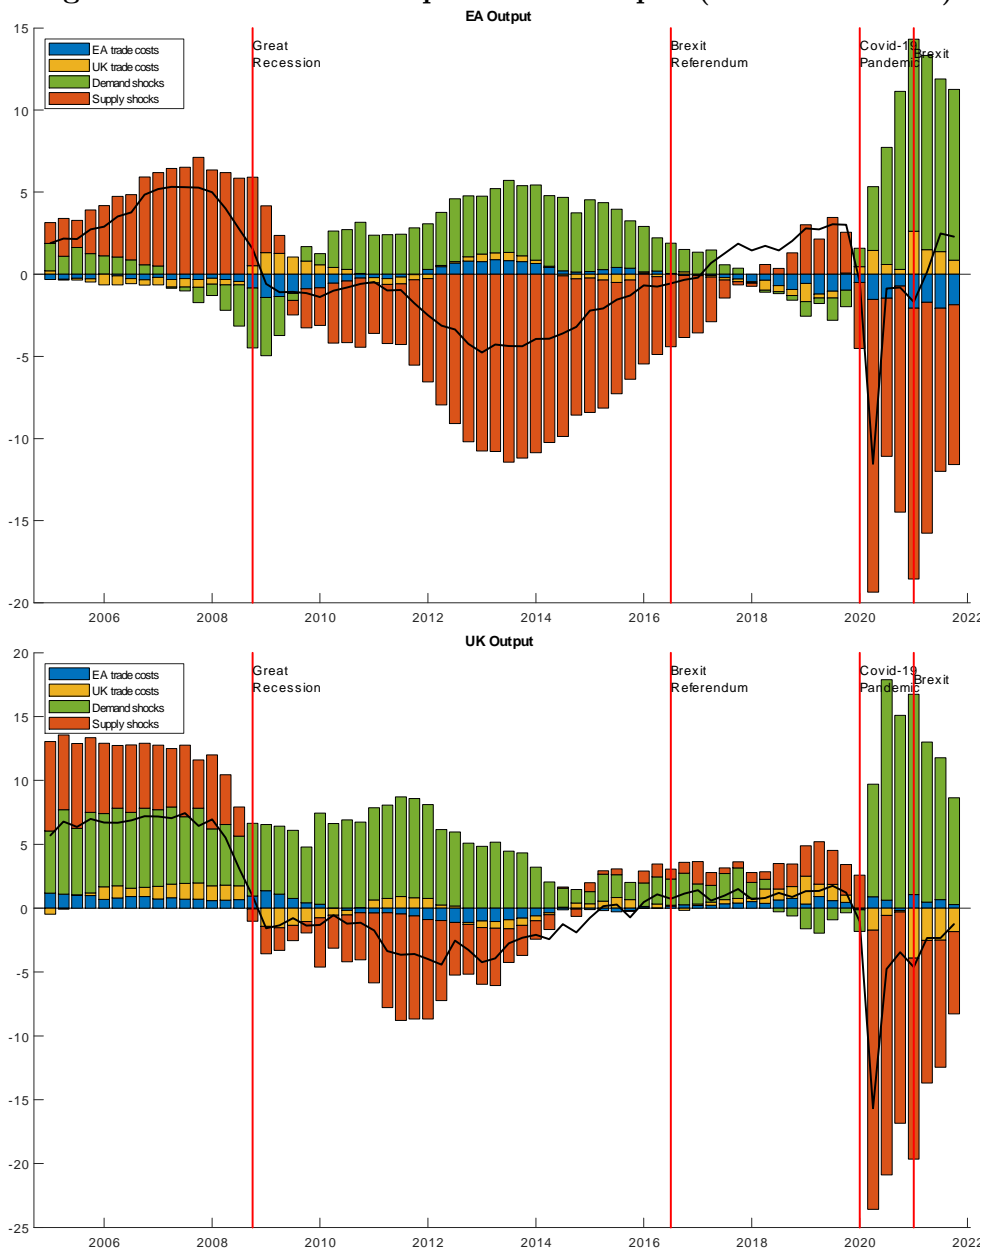 EA Output
15
10
5
0
-5
-10
-15
-20
EA trade costs
UK trade costs
Demand shocks
Supply shocks
Great
Recession
Brexit
Referendum
Covid-19
Pandemic
Brexit
2006 2008 2010 2012 2014 2016 2018 2020 2022
UK Output
20
15
10
5
0
-5
-10
-15
-20
-25
EA trade costs
UK trade costs
Demand shocks
Supply shocks
Great
Recession
Brexit
Referendum
Covid-19
Pandemic
Brexit
2006 2008 2010 2012 2014 2016 2018 2020 2022